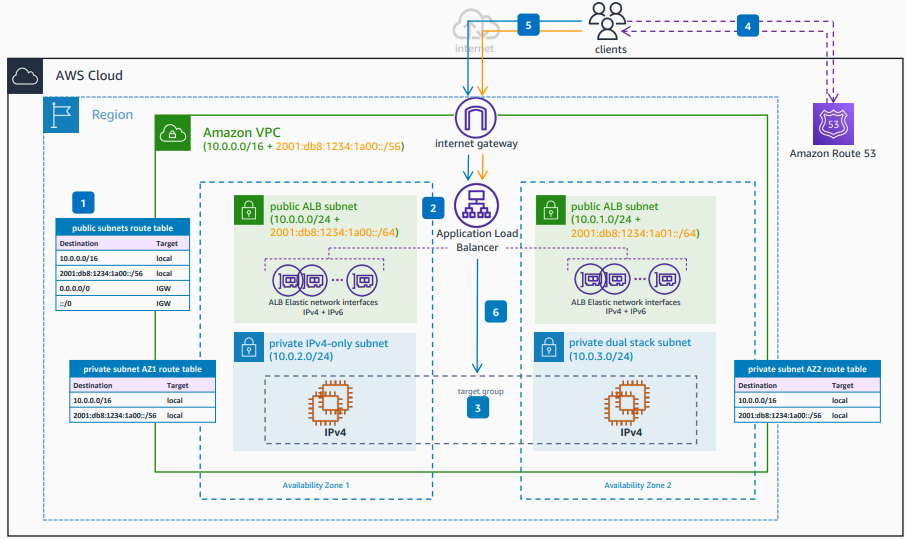 5
4
internet
clients
AWS Cloud
Region
53
Amazon Route 53
Amazon VPC
(10.0.0.0/16 + 2001:db8:1234:1a00::/56)
internet gateway
1
public subnets route table
Destination Target
10.0.0.0/16 local
2001:db8:1234:1a00::/56 local
0.0.0.0/0 IGW
::/0 IGW
public ALB subnet
(10.0.0.0/24 +
2001:db8:1234:1a00::/64)
ALB Elastic network interfaces
IPv4 + IPv6
2
Application Load
Balancer
public ALB subnet
(10.0.1.0/24 +
2001:db8:1234:1a01::/64)
ALB Elastic network interfaces
IPv4 + IPv6
6
private IPv4-only subnet
(10.0.2.0/24)
private dual stack subnet
(10.0.3.0/24)
private subnet AZ1 route table
Destination Target
10.0.0.0/16 local
2001:db8:1234:1a00::/56 local
target group
3
IPv4
IPv4
private subnet AZ2 route table
Destination Target
10.0.0.0/16 local
2001:db8:1234:1a00::/56 local
Availability Zone 1
Availability Zone 2